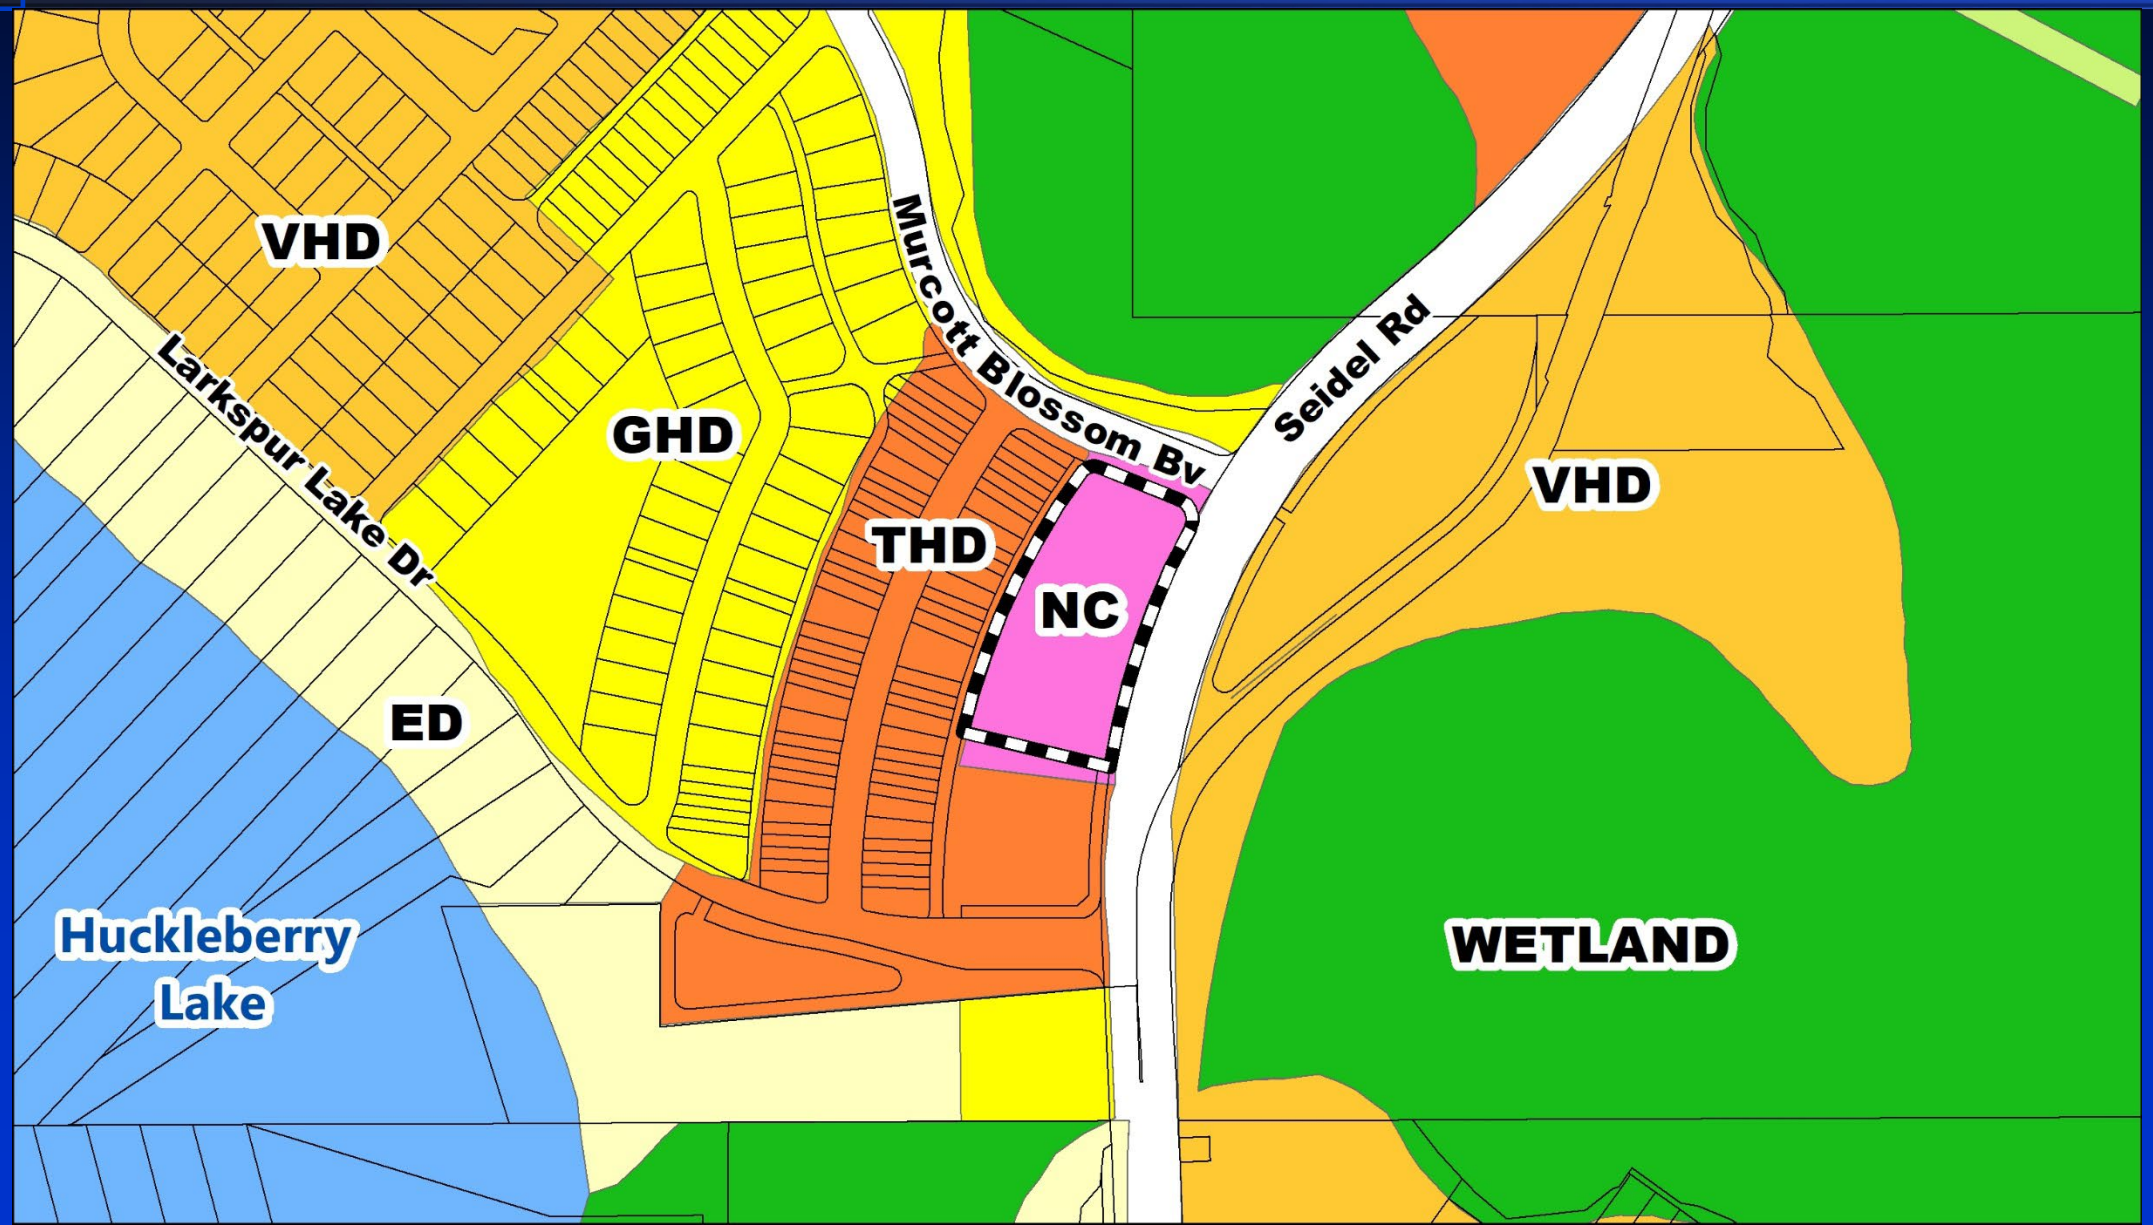 VHD
Murcott Blossom Bv
Seidel Rd
Larkspur Lake Dr
GHD
VHD
THD
NC
ED
Huckleberry
Lake
WETLAND